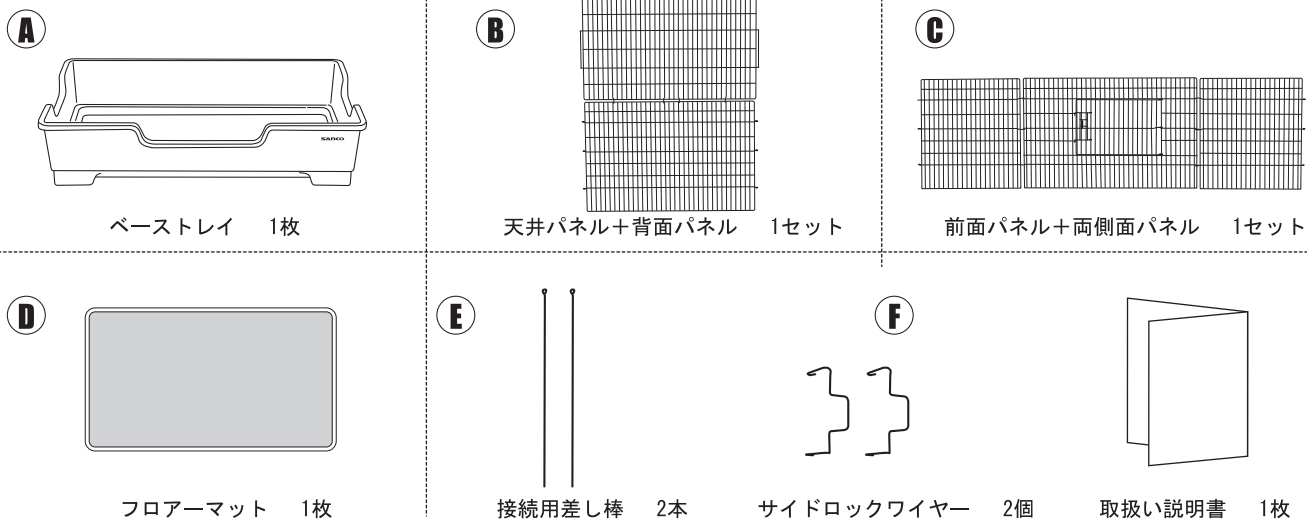 A
SANKO
ベーストレイ 1枚
B
天井パネル+背面パネル 1セット
C
前面パネル+両側面パネル 1セット
D
フロアーマット 1枚
E
接続用差し棒 2本
F
サイドロックワイヤー 2個
取扱い説明書 1枚